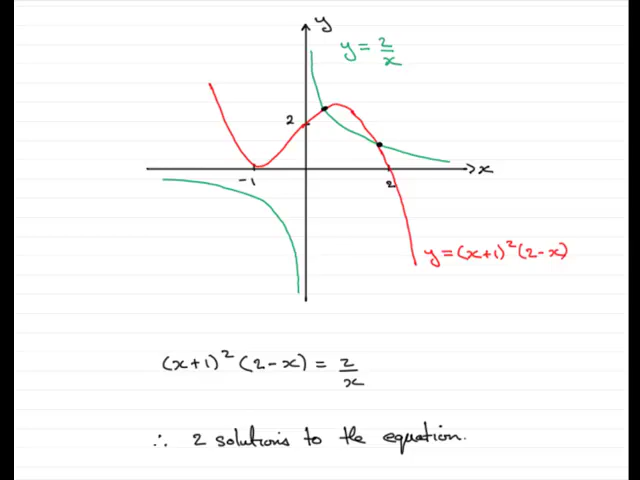 y
y = 2/x
2
x
-1
2
y = (x+1)²(2-x)
(x+1)²(2-x) = 2/x
∴ 2 solutions to the equation.